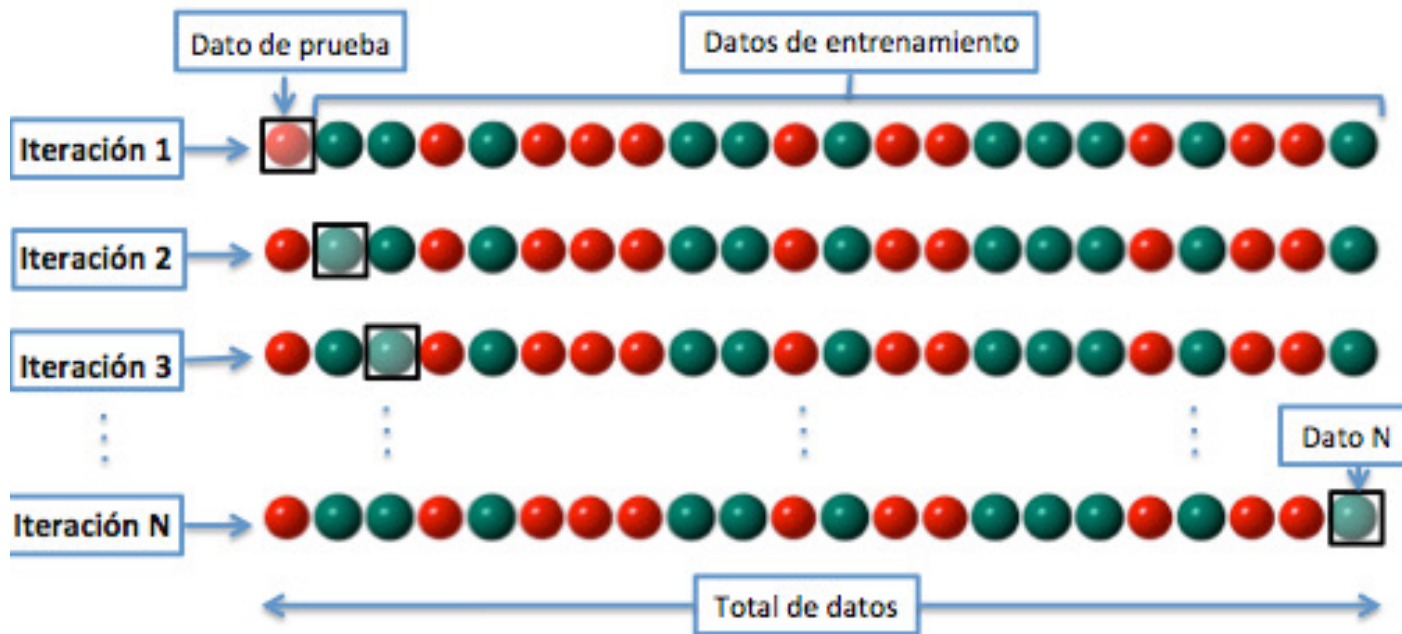 Dato de prueba
Datos de entrenamiento
Iteración 1
Iteración 2
Iteración 3
Dato N
Iteración N
Total de datos